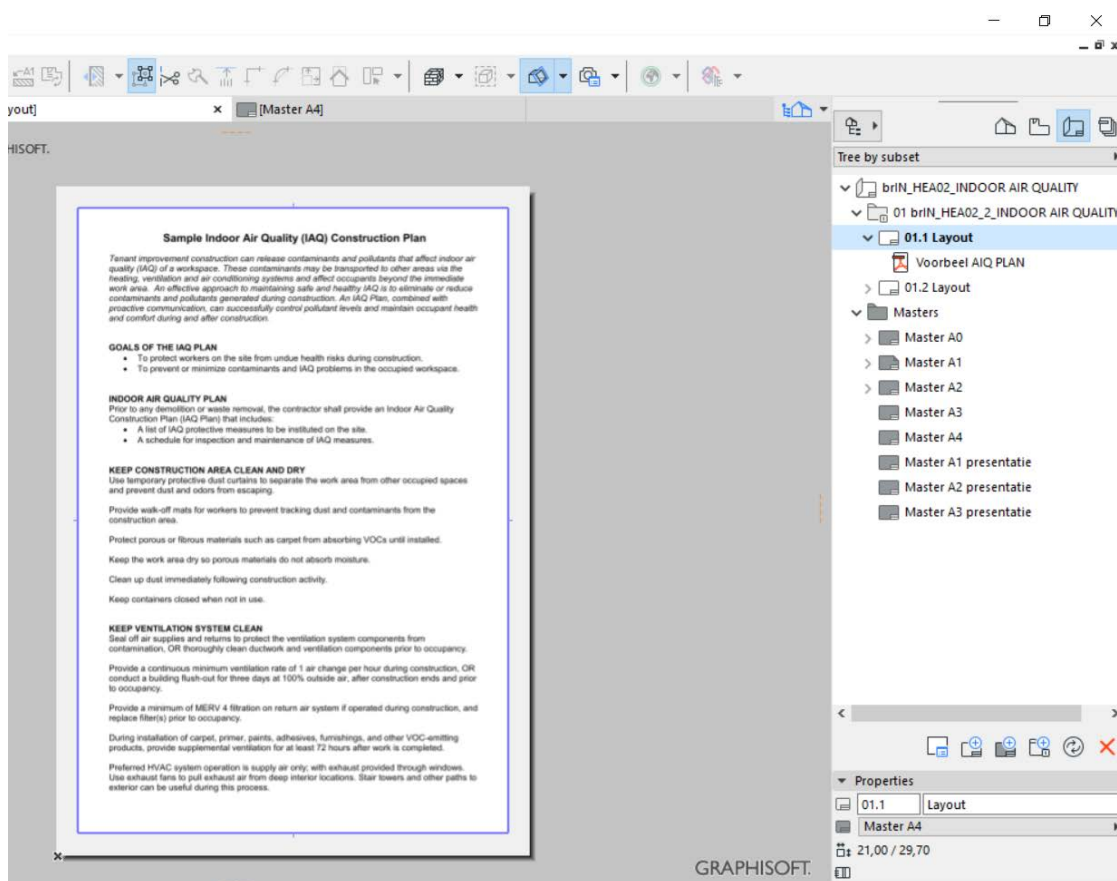 yout]
[Master A4]
HISOFT.
Tree by subset
brIN_HEA02_INDOOR AIR QUALITY
01 brIN_HEA02_2_INDOOR AIR QUALITY
01.1 Layout
Voorbeel AIQ PLAN
01.2 Layout
Masters
Master A0
Master A1
Master A2
Master A3
Master A4
Master A1 presentatie
Master A2 presentatie
Master A3 presentatie
Sample Indoor Air Quality (IAQ) Construction Plan
Tenant improvement construction can release contaminants and pollutants that affect indoor air
quality (IAQ) of a workspace. These contaminants may be transported to other areas via the
heating, ventilation and air conditioning systems and affect occupants beyond the immediate
work area. An effective approach to maintaining safe and healthy IAQ is to eliminate or reduce
contaminants and pollutants generated during construction. An IAQ Plan, combined with
proactive communication, can successfully control pollutant levels and maintain occupant health
and comfort during and after construction.
GOALS OF THE IAQ PLAN
• To protect workers on the site from undue health risks during construction.
• To prevent or minimize contaminants and IAQ problems in the occupied workspace.
INDOOR AIR QUALITY PLAN
Prior to any demolition or waste removal, the contractor shall provide an Indoor Air Quality
Construction Plan (IAQ Plan) that includes:
• A list of IAQ protective measures to be instituted on the site.
• A schedule for inspection and maintenance of IAQ measures.
KEEP CONSTRUCTION AREA CLEAN AND DRY
Use temporary protective dust curtains to separate the work area from other occupied spaces
and prevent dust and odors from escaping.
Provide walk-off mats for workers to prevent tracking dust and contaminants from the
construction area.
Protect porous or fibrous materials such as carpet from absorbing VOCs until installed.
Keep the work area dry so porous materials do not absorb moisture.
Clean up dust immediately following construction activity.
Keep containers closed when not in use.
KEEP VENTILATION SYSTEM CLEAN
Seal off air supplies and returns to protect the ventilation system components from
contamination, OR thoroughly clean ductwork and ventilation components prior to occupancy.
Provide a continuous minimum ventilation rate of 1 air change per hour during construction, OR
conduct a building flush-out for three days at 100% outside air, after construction ends and prior
to occupancy.
Provide a minimum of MERV 4 filtration on return air system if operated during construction, and
replace filter(s) prior to occupancy.
During installation of carpet, primer, paints, adhesives, furnishings, and other VOC-emitting
products, provide supplemental ventilation for at least 72 hours after work is completed.
Preferred HVAC system operation is supply air only; with exhaust provided through windows.
Use exhaust fans to pull exhaust air from deep interior locations. Stair towers and other paths to
exterior can be useful during this process.
Properties
01.1 Layout
Master A4
21,00 / 29,70
GRAPHISOFT.